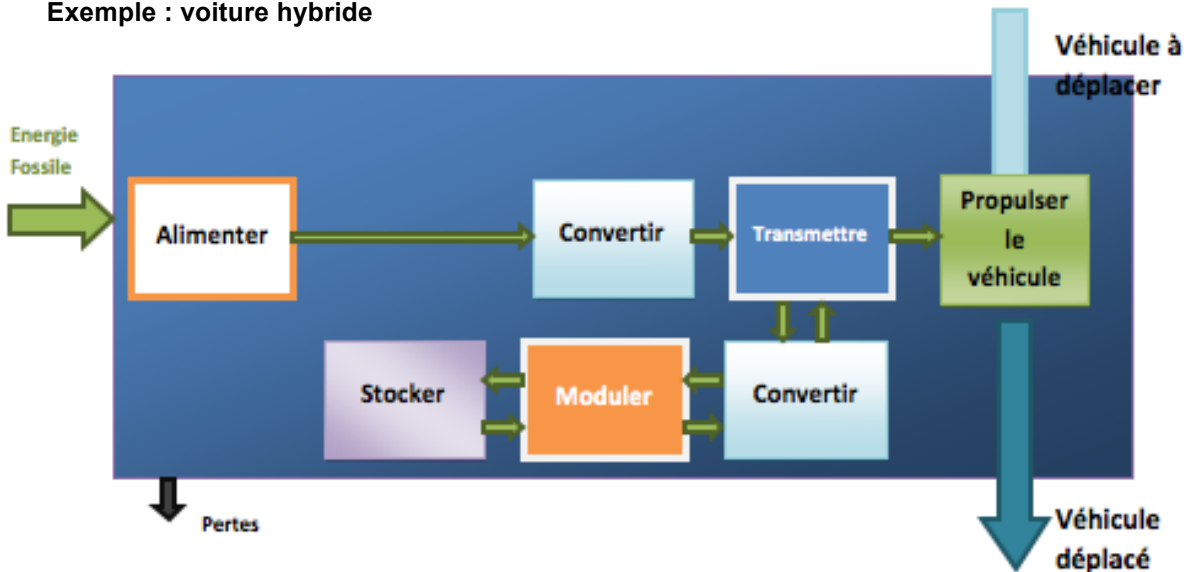 Exemple : voiture hybride
Véhicule à
déplacer
Energie
Fossile
Alimenter
Convertir
Transmettre
Propulser
le
véhicule
Stocker
Moduler
Convertir
Pertes
Véhicule
déplacé